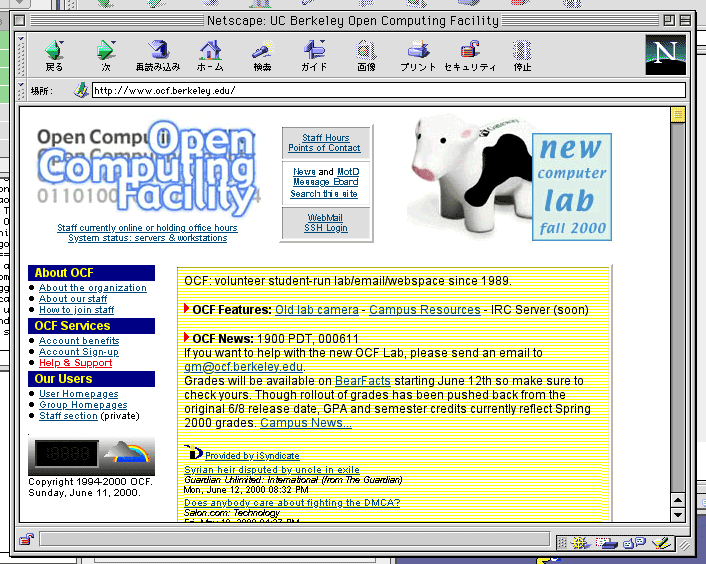 Netscape: UC Berkeley Open Computing Facility
戻る 次 再読み込み ホーム 検索 ガイド 画像 プリント セキュリティ 停止
N
場所: http://www.ocf.berkeley.edu/
Open
Computing
Facility
0110100
Staff currently online or holding office hours
System status: servers & workstations
Staff Hours
Points of Contact
News and MotD
Message Board
Search this site
WebMail
SSH Login
new
computer
lab
fall 2000
About OCF
About the organization
About our staff
How to join staff
OCF Services
Account benefits
Account Sign-up
Help & Support
Our Users
User Homepages
Group Homepages
Staff section (private)
Copyright 1994-2000 OCF.
Sunday, June 11, 2000.
OCF: volunteer student-run lab/email/webspace since 1989.
OCF Features: Old lab camera - Campus Resources - IRC Server (soon)
OCF News: 1900 PDT, 000611
If you want to help with the new OCF Lab, please send an email to
gm@ocf.berkeley.edu.
Grades will be available on BearFacts starting June 12th so make sure to
check yours. Though rollout of grades has been pushed back from the
original 6/8 release date, GPA and semester credits currently reflect Spring
2000 grades. Campus News...
Provided by iSyndicate
Syrian heir disputed by uncle in exile
Guardian Unlimited: International (from The Guardian)
Mon, June 12, 2000 08:32 PM
Does anybody care about fighting the DMCA?
Salon.com: Technology